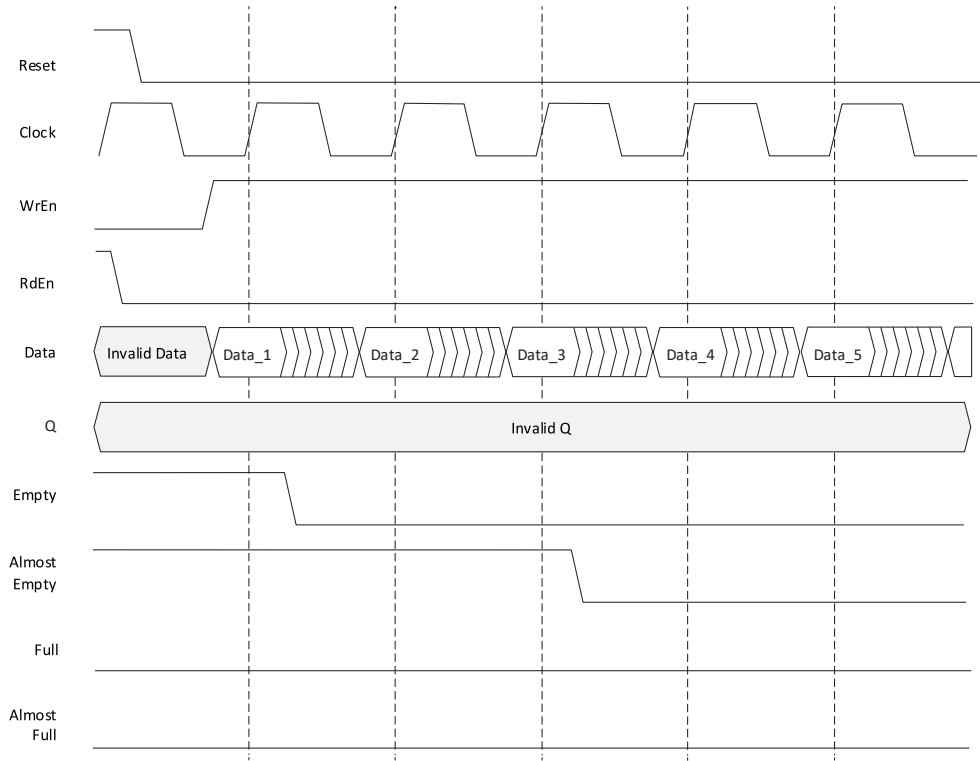 Reset
Clock
WrEn
RdEn
Data
Invalid Data
Data_1
Data_2
Data_3
Data_4
Data_5
Q
Invalid Q
Empty
Almost
Empty
Full
Almost
Full